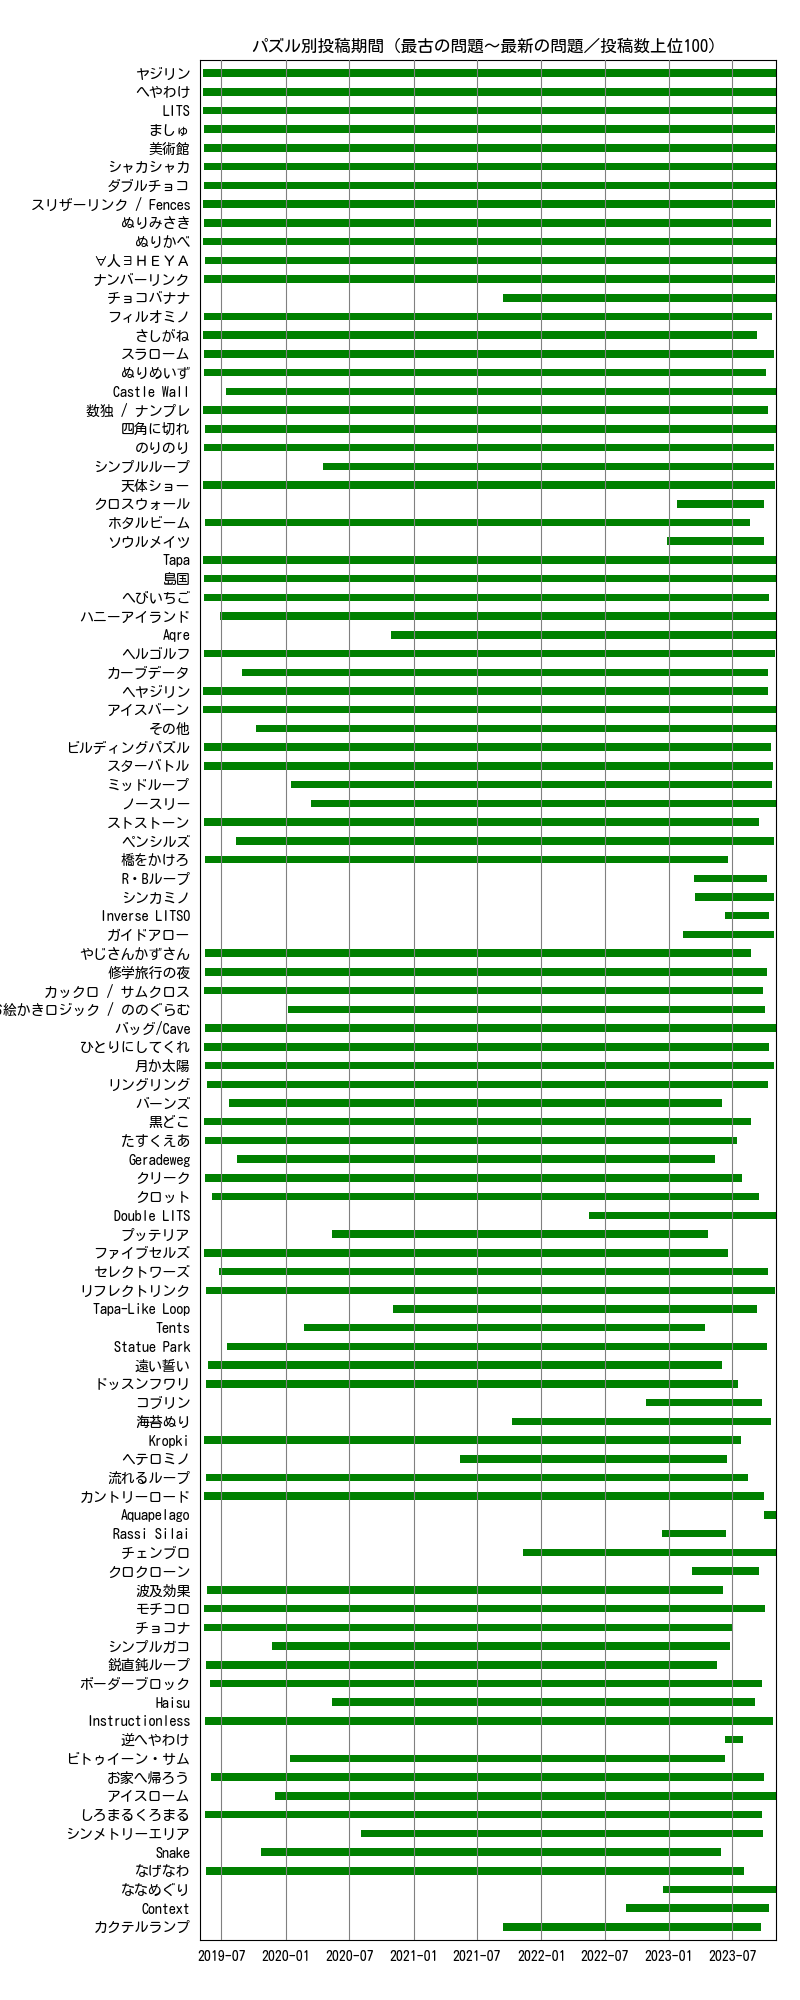 パズル別投稿期間（最古の問題～最新の問題／投稿数上位100）
ヤジリン
へやわけ
LITS
ましゅ
美術館
シャカシャカ
ダブルチョコ
スリザーリンク / Fences
ぬりみさき
ぬりかべ
∀人ヨＨＥＹＡ
ナンバーリンク
チョコバナナ
フィルオミノ
さしがね
スラローム
ぬりめいず
Castle Wall
数独 / ナンプレ
四角に切れ
のりのり
シンプルループ
天体ショー
クロスウォール
ホタルビーム
ソウルメイツ
Tapa
島国
へびいちご
ハニーアイランド
Aqre
ヘルゴルフ
カーブデータ
ヘヤジリン
アイスバーン
その他
ビルディングパズル
スターバトル
ミッドループ
ノースリー
ストストーン
ペンシルズ
橋をかけろ
R・Bループ
シンカミノ
Inverse LITSO
ガイドアロー
やじさんかずさん
修学旅行の夜
カックロ / サムクロス
絵かきロジック / ののぐらむ
バッグ/Cave
ひとりにしてくれ
月か太陽
リングリング
バーンズ
黒どこ
たすくえあ
Geradeweg
クリーク
クロット
Double LITS
プッテリア
ファイブセルズ
セレクトワーズ
リフレクトリンク
Tapa-Like Loop
Tents
Statue Park
遠い誓い
ドッスンフワリ
コブリン
海苔ぬり
Kropki
ヘテロミノ
流れるループ
カントリーロード
Aquapelago
Rassi Silai
チェンブロ
クロクローン
波及効果
モチコロ
チョコナ
シンプルガコ
鋭直鈍ループ
ボーダーブロック
Haisu
Instructionless
逆へやわけ
ビトゥイーン・サム
お家へ帰ろう
アイスローム
しろまるくろまる
シンメトリーエリア
Snake
なげなわ
ななめぐり
Context
カクテルランプ
2019-07 2020-01 2020-07 2021-01 2021-07 2022-01 2022-07 2023-01 2023-07